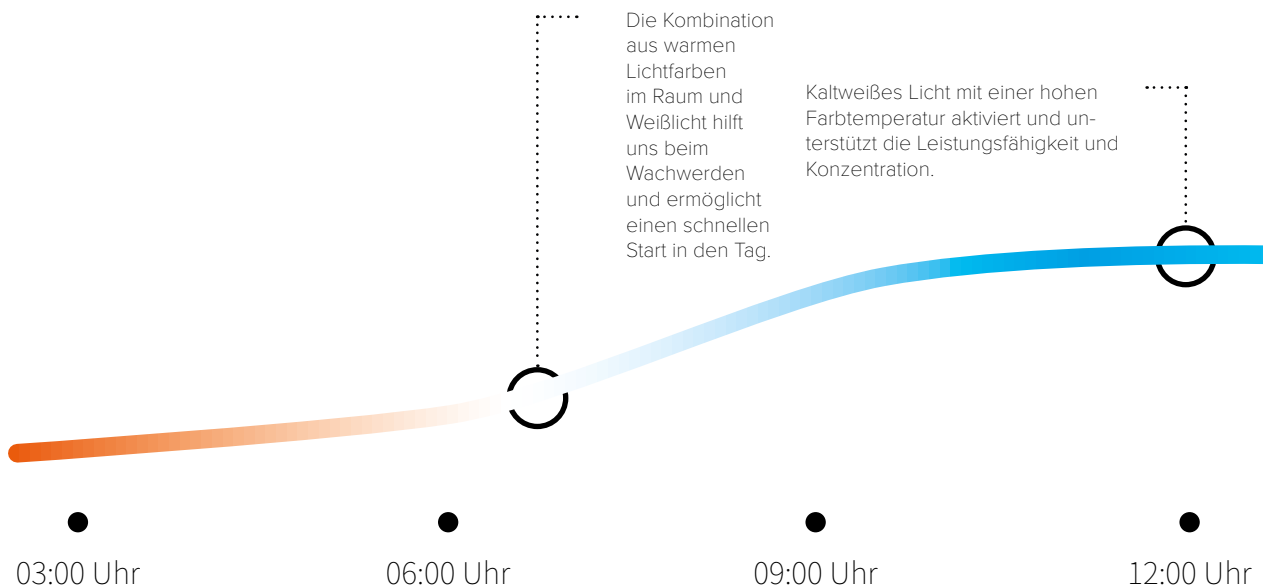 Die Kombination
aus warmen
Lichtfarben
im Raum und
Weißlicht hilft
uns beim
Wachwerden
und ermöglicht
einen schnellen
Start in den Tag.
Kaltweißes Licht mit einer hohen
Farbtemperatur aktiviert und un-
terstützt die Leistungsfähigkeit und
Konzentration.
03:00 Uhr
06:00 Uhr
09:00 Uhr
12:00 Uhr